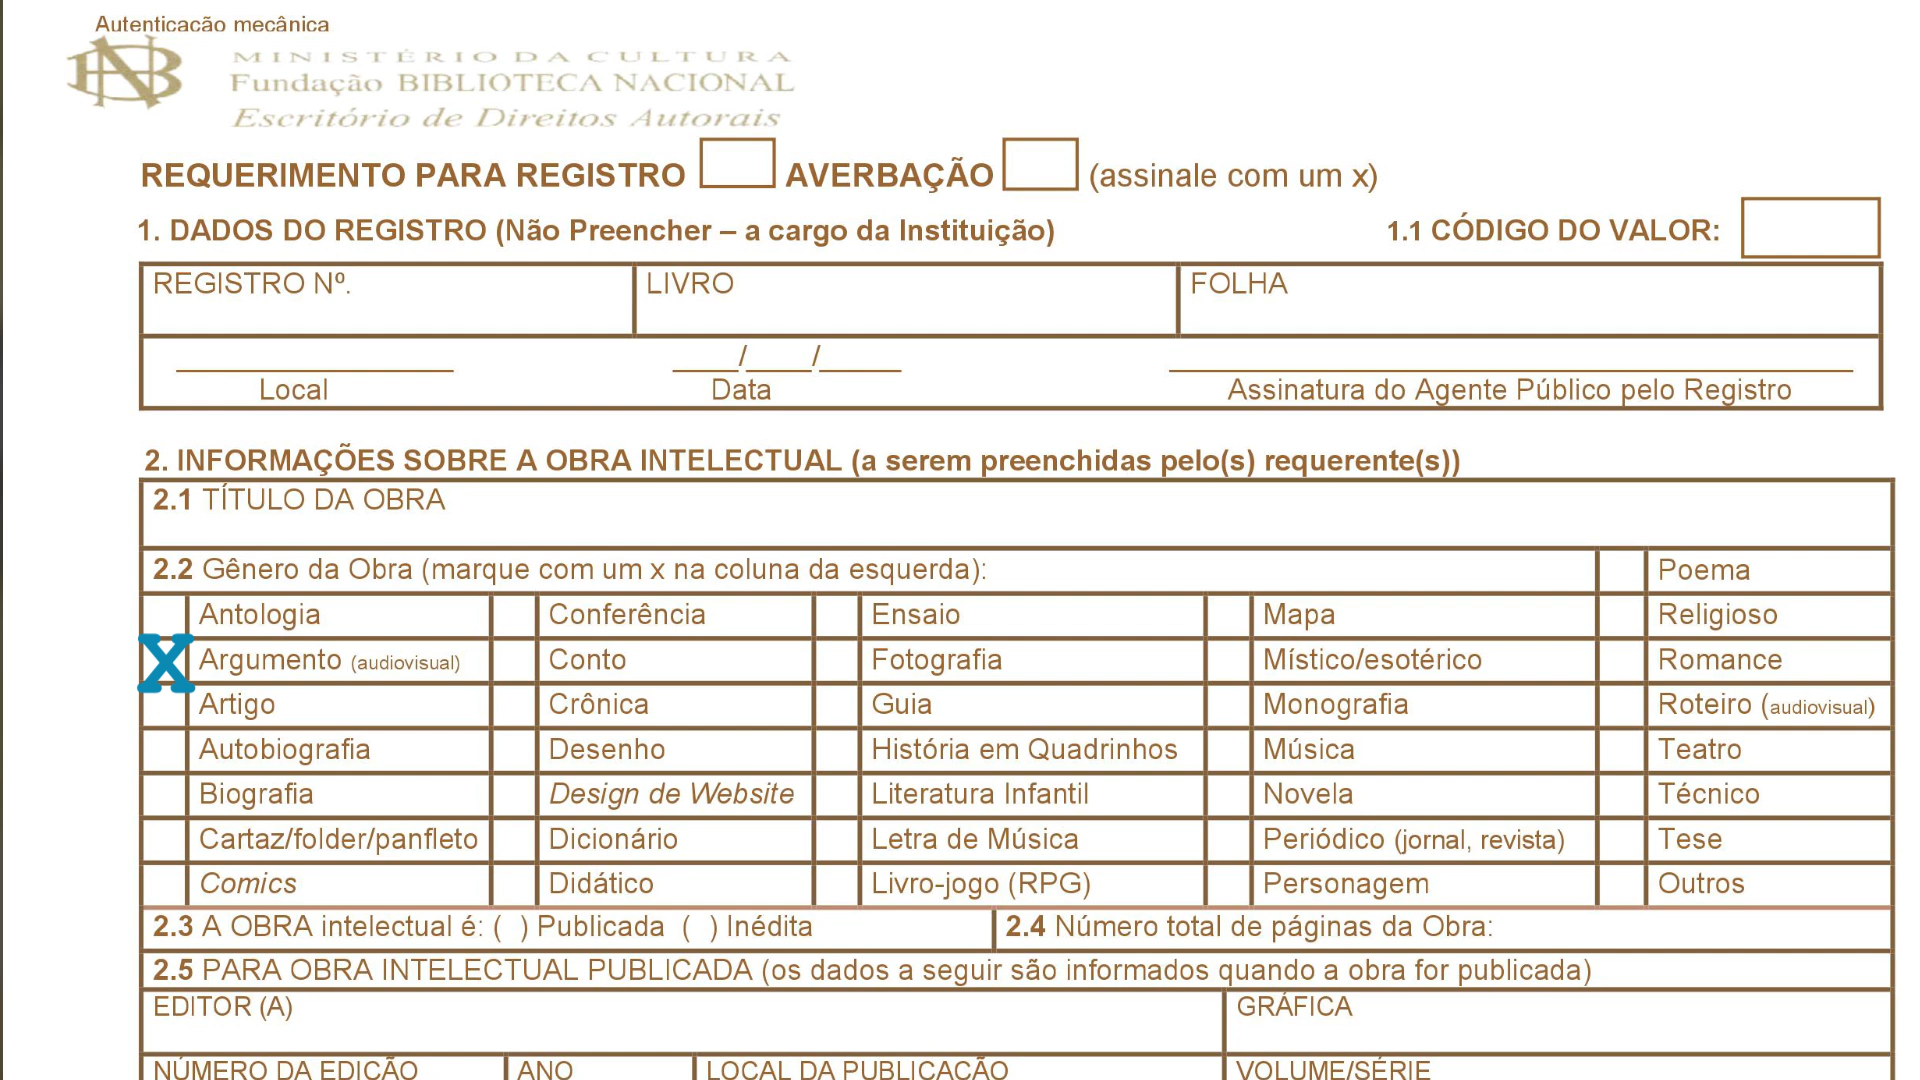 Autenticacão mecânica
MINISTÉRIO DA CULTURA
Fundação BIBLIOTECA NACIONAL
Escritório de Direitos Autorais
REQUERIMENTO PARA REGISTRO AVERBAÇÃO (assinale com um x)
1. DADOS DO REGISTRO (Não Preencher – a cargo da Instituição) 1.1 CÓDIGO DO VALOR:
REGISTRO Nº. LIVRO FOLHA
_________________ ____/____/_____ __________________________________________
Local Data Assinatura do Agente Público pelo Registro
2. INFORMAÇÕES SOBRE A OBRA INTELECTUAL (a serem preenchidas pelo(s) requerente(s))
2.1 TÍTULO DA OBRA
2.2 Gênero da Obra (marque com um x na coluna da esquerda): Poema
Antologia Conferência Ensaio Mapa Religioso
X Argumento (audiovisual) Conto Fotografia Místico/esotérico Romance
Artigo Crônica Guia Monografia Roteiro (audiovisual)
Autobiografia Desenho História em Quadrinhos Música Teatro
Biografia Design de Website Literatura Infantil Novela Técnico
Cartaz/folder/panfleto Dicionário Letra de Música Periódico (jornal, revista) Tese
Comics Didático Livro-jogo (RPG) Personagem Outros
2.3 A OBRA intelectual é: ( ) Publicada ( ) Inédita 2.4 Número total de páginas da Obra:
2.5 PARA OBRA INTELECTUAL PUBLICADA (os dados a seguir são informados quando a obra for publicada)
EDITOR (A) GRÁFICA
NÚMERO DA EDIÇÃO ANO LOCAL DA PUBLICAÇÃO VOLUME/SÉRIE